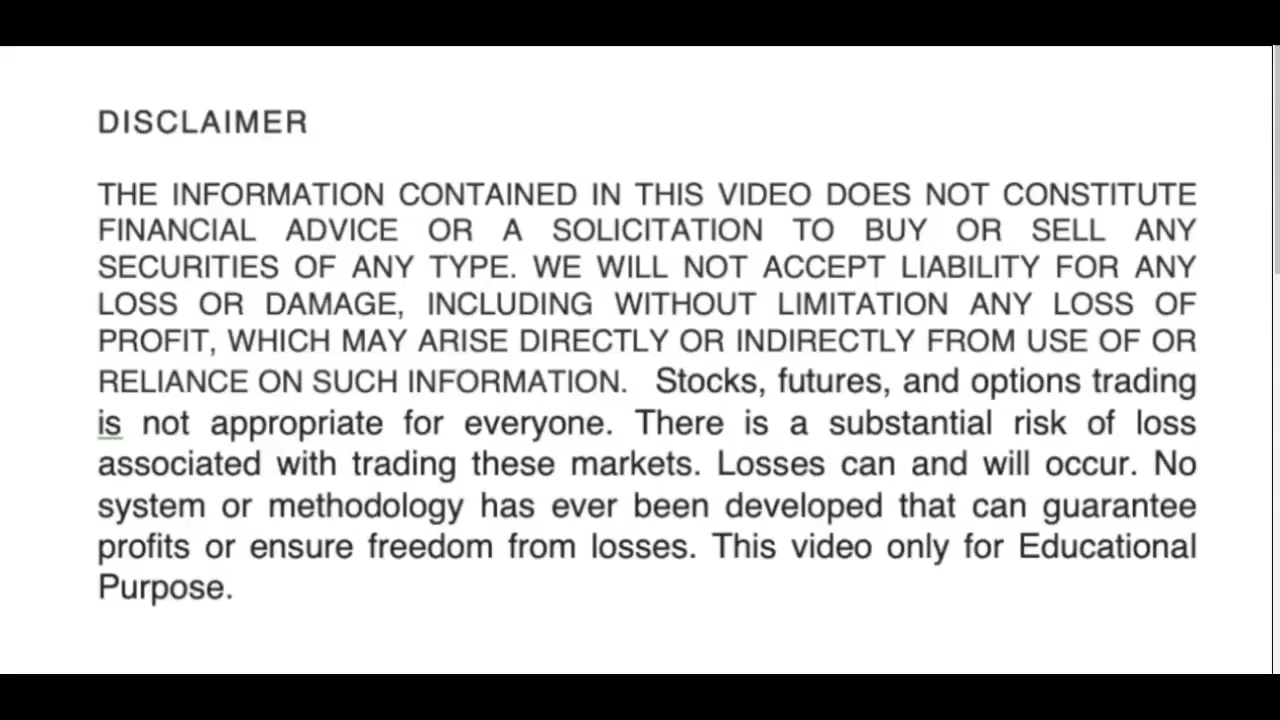 DISCLAIMER
THE INFORMATION CONTAINED IN THIS VIDEO DOES NOT CONSTITUTE
FINANCIAL ADVICE OR A SOLICITATION TO BUY OR SELL ANY
SECURITIES OF ANY TYPE. WE WILL NOT ACCEPT LIABILITY FOR ANY
LOSS OR DAMAGE, INCLUDING WITHOUT LIMITATION ANY LOSS OF
PROFIT, WHICH MAY ARISE DIRECTLY OR INDIRECTLY FROM USE OF OR
RELIANCE ON SUCH INFORMATION. Stocks, futures, and options trading
is not appropriate for everyone. There is a substantial risk of loss
associated with trading these markets. Losses can and will occur. No
system or methodology has ever been developed that can guarantee
profits or ensure freedom from losses. This video only for Educational
Purpose.